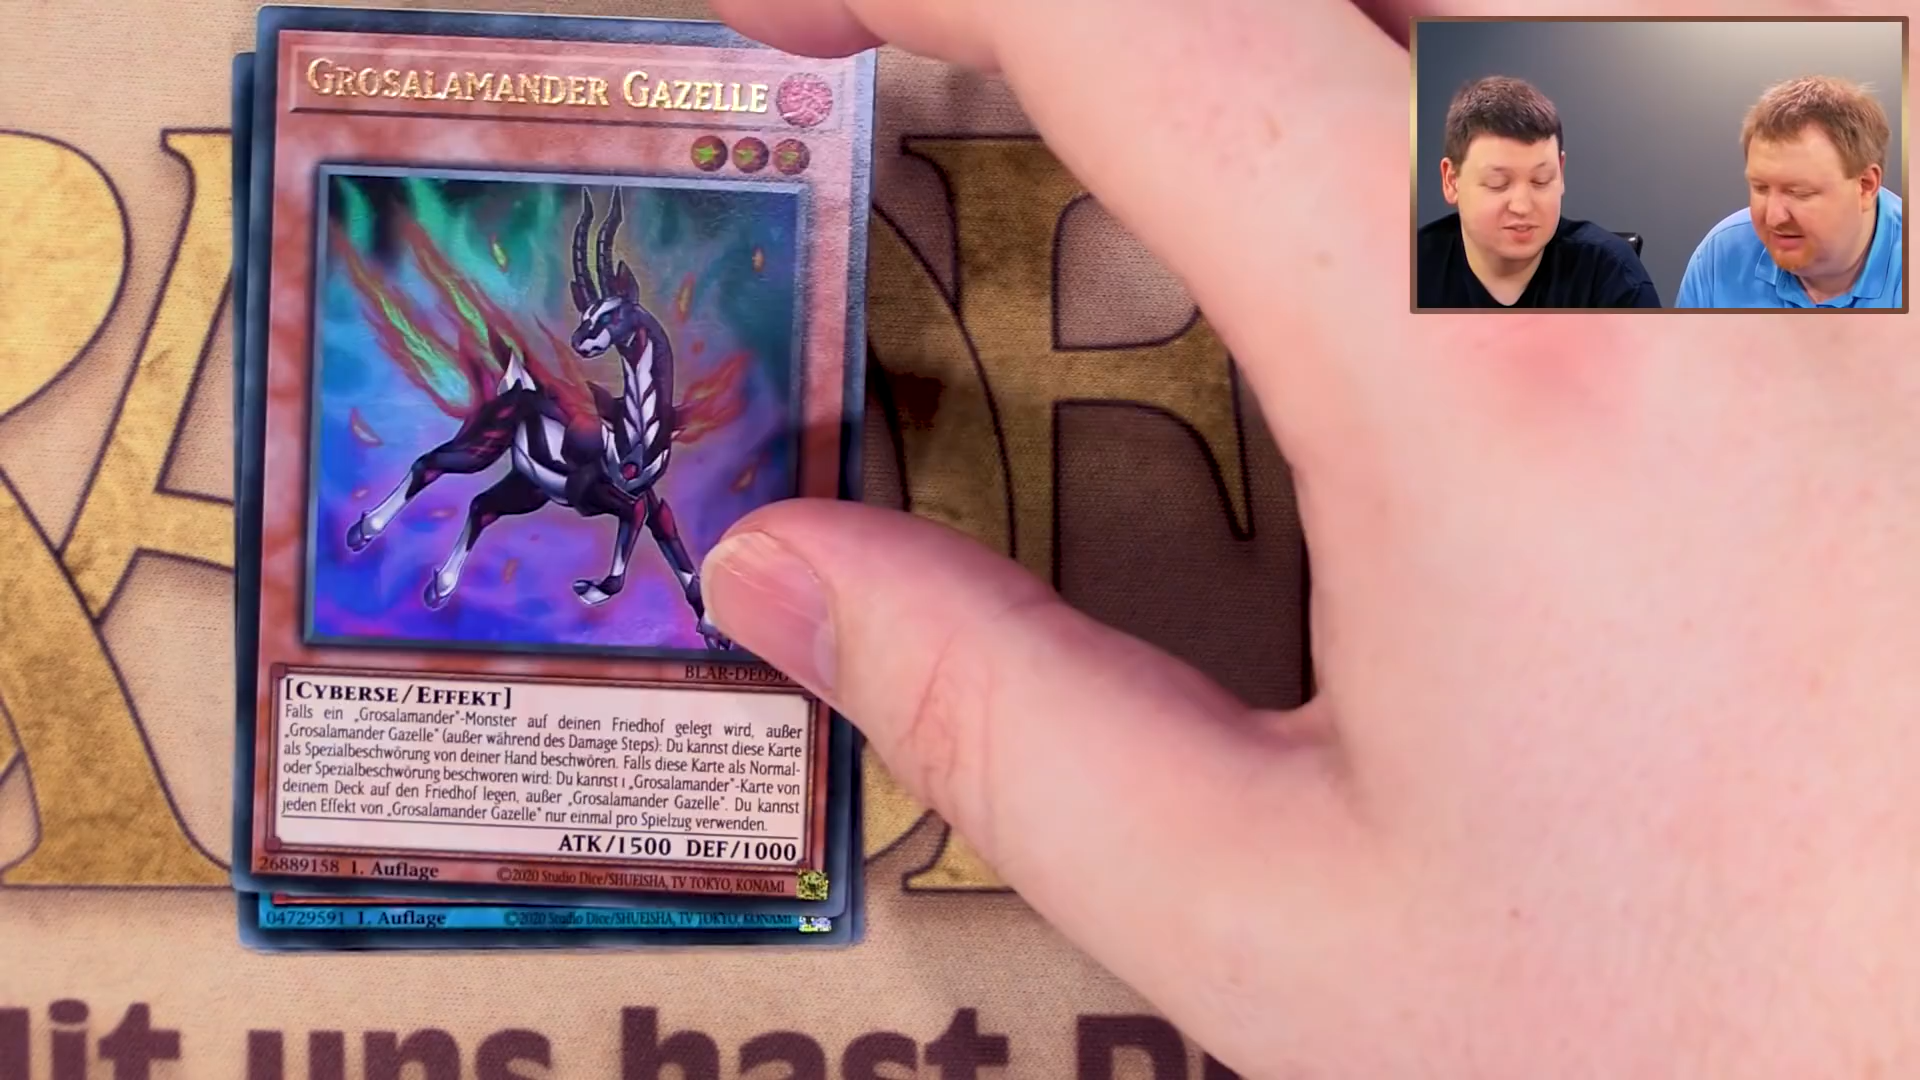 GROSALAMANDER GAZELLE
[CYBERSE/EFFEKT]
Falls ein „Grosalamander"-Monster auf deinen Friedhof gelegt wird, außer
„Grosalamander Gazelle" (außer während des Damage Steps): Du kannst diese Karte
als Spezialbeschwörung von deiner Hand beschwören. Falls diese Karte als Normal-
oder Spezialbeschwörung beschworen wird: Du kannst 1 „Grosalamander"-Karte von
deinem Deck auf den Friedhof legen, außer „Grosalamander Gazelle". Du kannst
jeden Effekt von „Grosalamander Gazelle" nur einmal pro Spielzug verwenden.
ATK/1500 DEF/1000
26889158 1. Auflage ©2020 Studio Dice/SHUEISHA, TV TOKYO, KONAMI
04729591 1. Auflage ©2020 Studio Dice/SHUEISHA, TV TOKYO, KONAMI
Mit uns hast